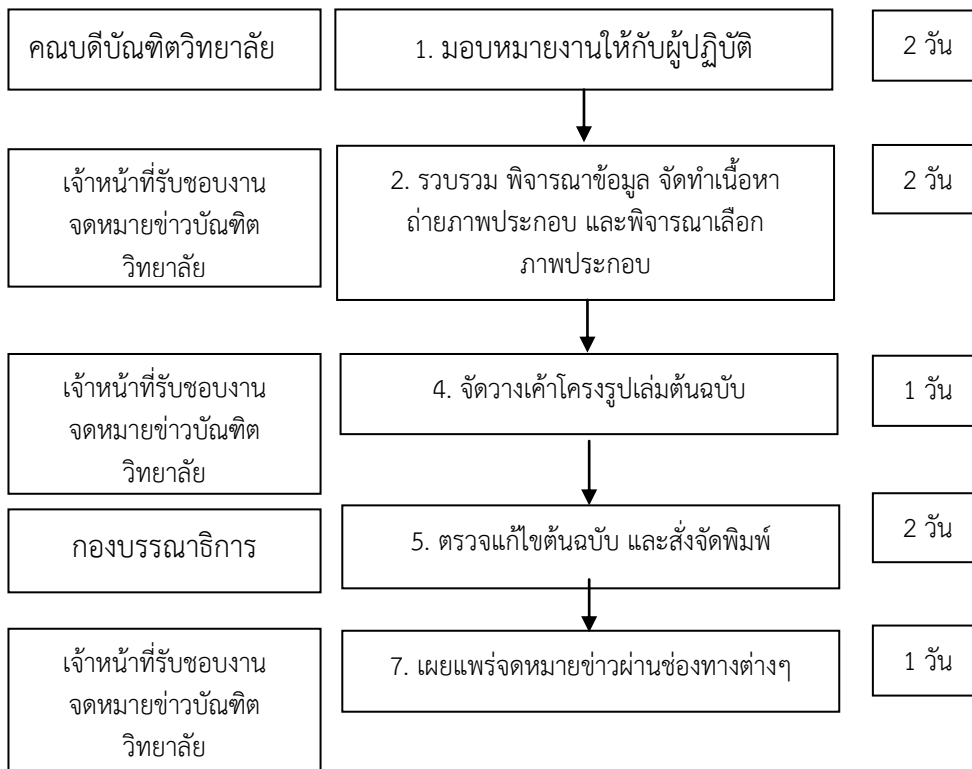 คณบดีบัณฑิตวิทยาลัย
1. มอบหมายงานให้กับผู้ปฏิบัติ
2 วัน
เจ้าหน้าที่รับชอบงาน
จดหมายข่าวบัณฑิต
วิทยาลัย
2. รวบรวม พิจารณาข้อมูล จัดทำเนื้อหา
ถ่ายภาพประกอบ และพิจารณาเลือก
ภาพประกอบ
2 วัน
เจ้าหน้าที่รับชอบงาน
จดหมายข่าวบัณฑิต
วิทยาลัย
4. จัดวางเค้าโครงรูปเล่มต้นฉบับ
1 วัน
กองบรรณาธิการ
5. ตรวจแก้ไขต้นฉบับ และสั่งจัดพิมพ์
2 วัน
เจ้าหน้าที่รับชอบงาน
จดหมายข่าวบัณฑิต
วิทยาลัย
7. เผยแพร่จดหมายข่าวผ่านช่องทางต่างๆ
1 วัน